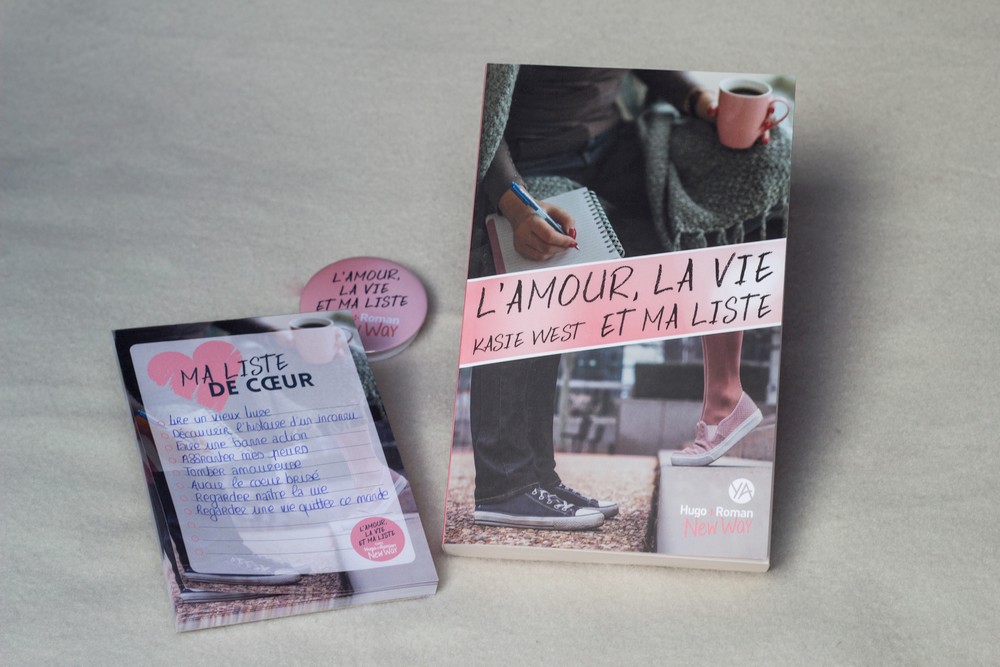 L'AMOUR,
LA VIE
ET MA LISTE
Roman
Way
MA LISTE
DE CŒUR
Lire un vieux livre
Découvrir l'histoire d'un inconnu
Faire une bonne action
Affronter mes peurs
Tomber amoureuse
Avoir le coeur brisé
Regarder naître la vie
Regarder une vie quitter ce monde
L'AMOUR,
LA VIE
ET MA LISTE
Hugo Roman
New Way
L'AMOUR, LA VIE
KASIE WEST ET MA LISTE
YA
Hugo Roman
New Way